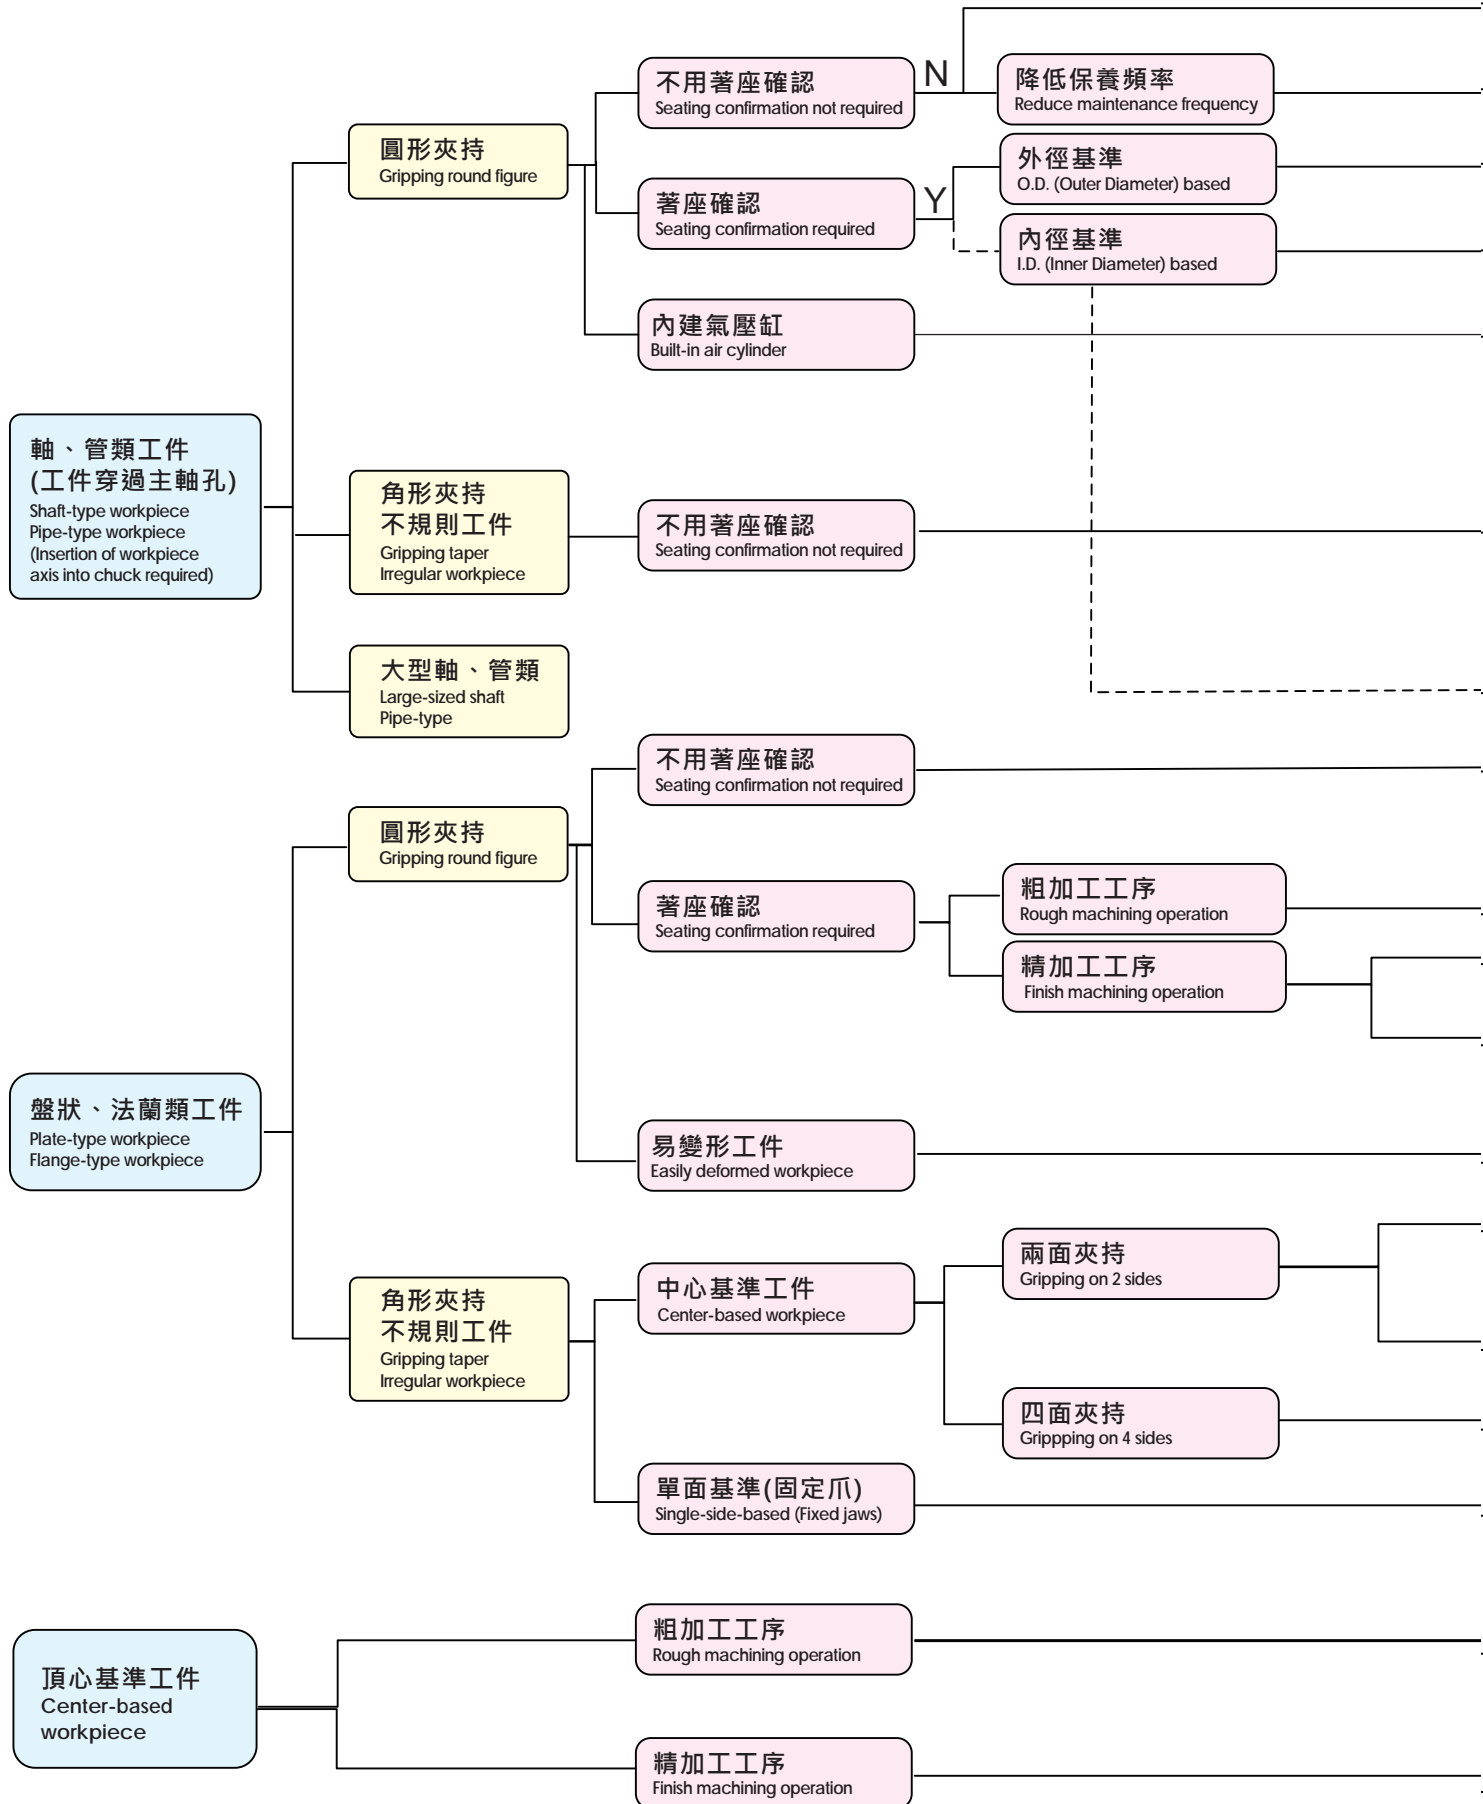 不用著座確認
Seating confirmation not required
N
降低保養頻率
Reduce maintenance frequency
圓形夾持
Gripping round figure
外徑基準
O.D. (Outer Diameter) based
著座確認
Seating confirmation required
Y
內徑基準
I.D. (Inner Diameter) based
內建氣壓缸
Built-in air cylinder
軸、管類工件
(工件穿過主軸孔)
Shaft-type workpiece
Pipe-type workpiece
(Insertion of workpiece
axis into chuck required)
角形夾持
不規則工件
Gripping taper
Irregular workpiece
不用著座確認
Seating confirmation not required
大型軸、管類
Large-sized shaft
Pipe-type
不用著座確認
Seating confirmation not required
圓形夾持
Gripping round figure
著座確認
Seating confirmation required
粗加工工序
Rough machining operation
精加工工序
Finish machining operation
盤狀、法蘭類工件
Plate-type workpiece
Flange-type workpiece
易變形工件
Easily deformed workpiece
角形夾持
不規則工件
Gripping taper
Irregular workpiece
中心基準工件
Center-based workpiece
兩面夾持
Gripping on 2 sides
四面夾持
Grippping on 4 sides
單面基準(固定爪)
Single-side-based (Fixed jaws)
頂心基準工件
Center-based
workpiece
粗加工工序
Rough machining operation
精加工工序
Finish machining operation